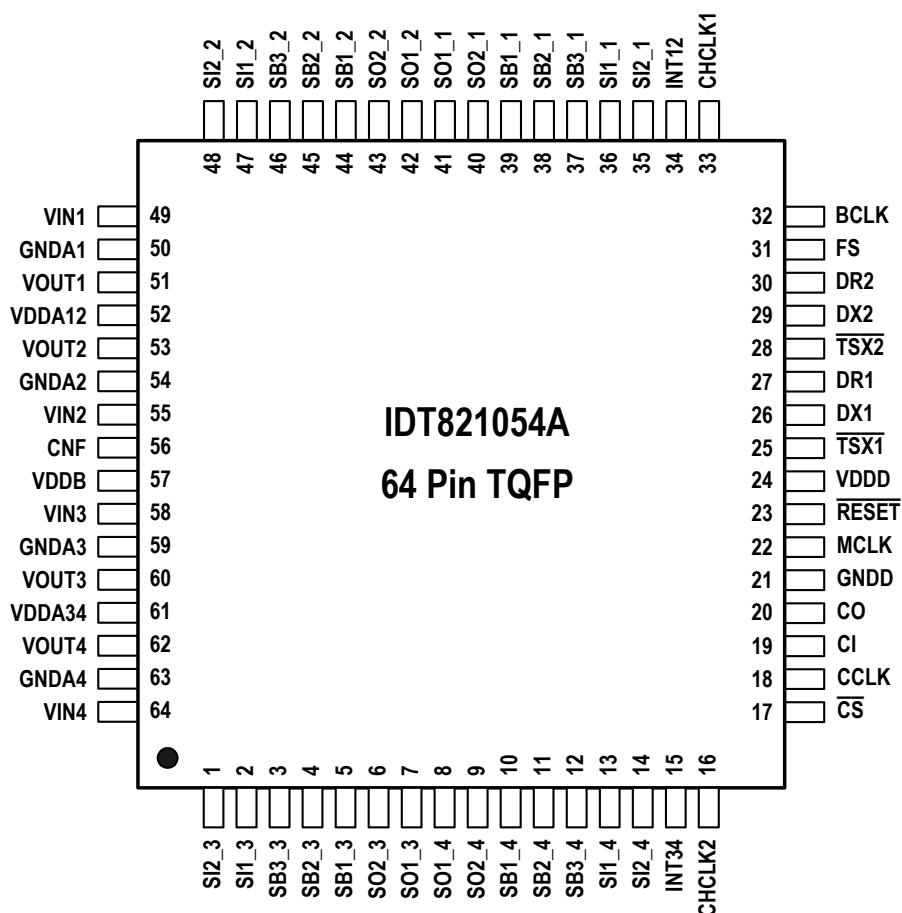 SI2_2
SI1_2
SB3_2
SB2_2
SB1_2
SO2_2
SO1_2
SO1_1
SO2_1
SB1_1
SB2_1
SB3_1
SI1_1
SI2_1
INT12
CHCLK1
48
47
46
45
44
43
42
41
40
39
38
37
36
35
34
33
VIN1 49
GNDA1 50
VOUT1 51
VDDA12 52
VOUT2 53
GNDA2 54
VIN2 55
CNF 56
VDDB 57
VIN3 58
GNDA3 59
VOUT3 60
VDDA34 61
VOUT4 62
GNDA4 63
VIN4 64
IDT821054A
64 Pin TQFP
32 BCLK
31 FS
30 DR2
29 DX2
28 TSX2
27 DR1
26 DX1
25 TSX1
24 VDDD
23 RESET
22 MCLK
21 GNDD
20 CO
19 CI
18 CCLK
17 CS
1
2
3
4
5
6
7
8
9
10
11
12
13
14
15
16
SI2_3
SI1_3
SB3_3
SB2_3
SB1_3
SO2_3
SO1_3
SO1_4
SO2_4
SB1_4
SB2_4
SB3_4
SI1_4
SI2_4
INT34
CHCLK2